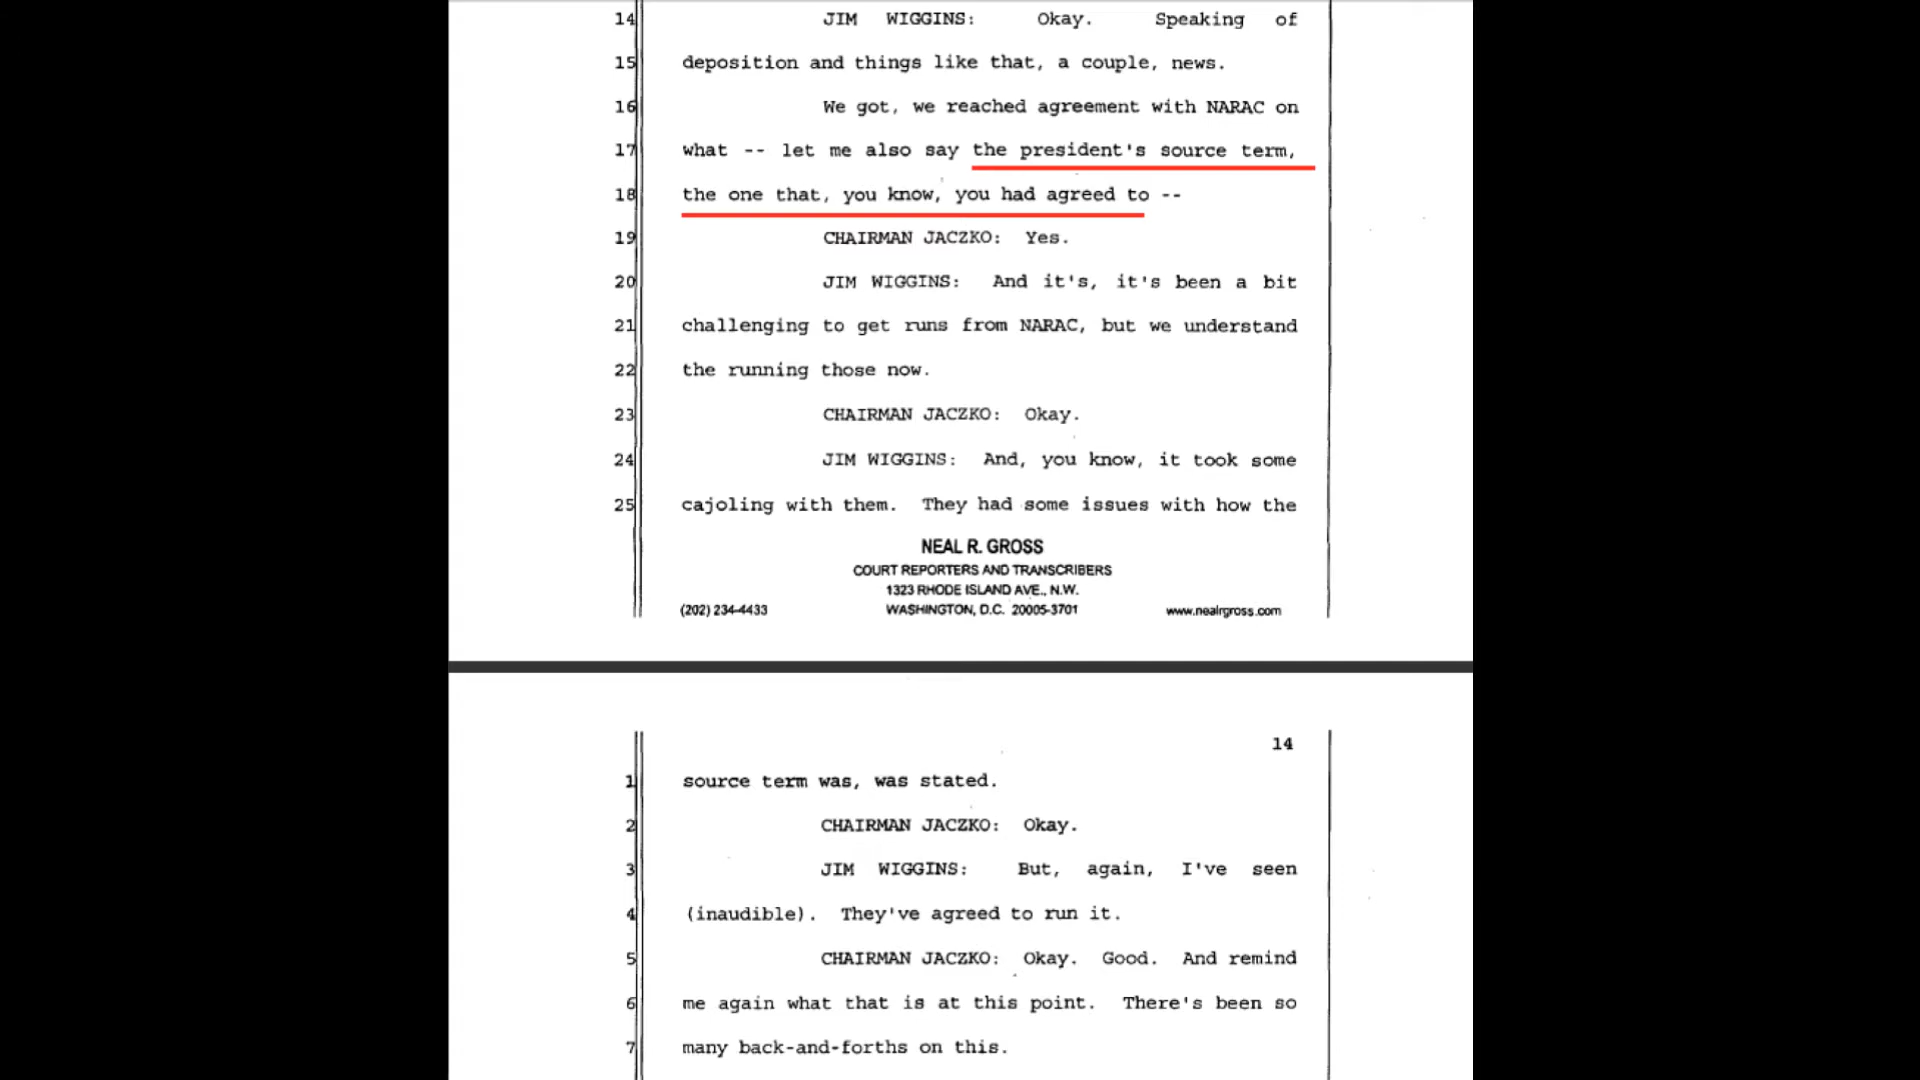 14 JIM WIGGINS: Okay. Speaking of
15 deposition and things like that, a couple, news.
16 We got, we reached agreement with NARAC on
17 what -- let me also say the president's source term,
18 the one that, you know, you had agreed to --
19 CHAIRMAN JACZKO: Yes.
20 JIM WIGGINS: And it's, it's been a bit
21 challenging to get runs from NARAC, but we understand
22 the running those now.
23 CHAIRMAN JACZKO: Okay.
24 JIM WIGGINS: And, you know, it took some
25 cajoling with them. They had some issues with how the
NEAL R. GROSS
COURT REPORTERS AND TRANSCRIBERS
1323 RHODE ISLAND AVE., N.W.
(202) 234-4433 WASHINGTON, D.C. 20005-3701 www.nealrgross.com
14
1 source term was, was stated.
2 CHAIRMAN JACZKO: Okay.
3 JIM WIGGINS: But, again, I've seen
4 (inaudible). They've agreed to run it.
5 CHAIRMAN JACZKO: Okay. Good. And remind
6 me again what that is at this point. There's been so
7 many back-and-forths on this.